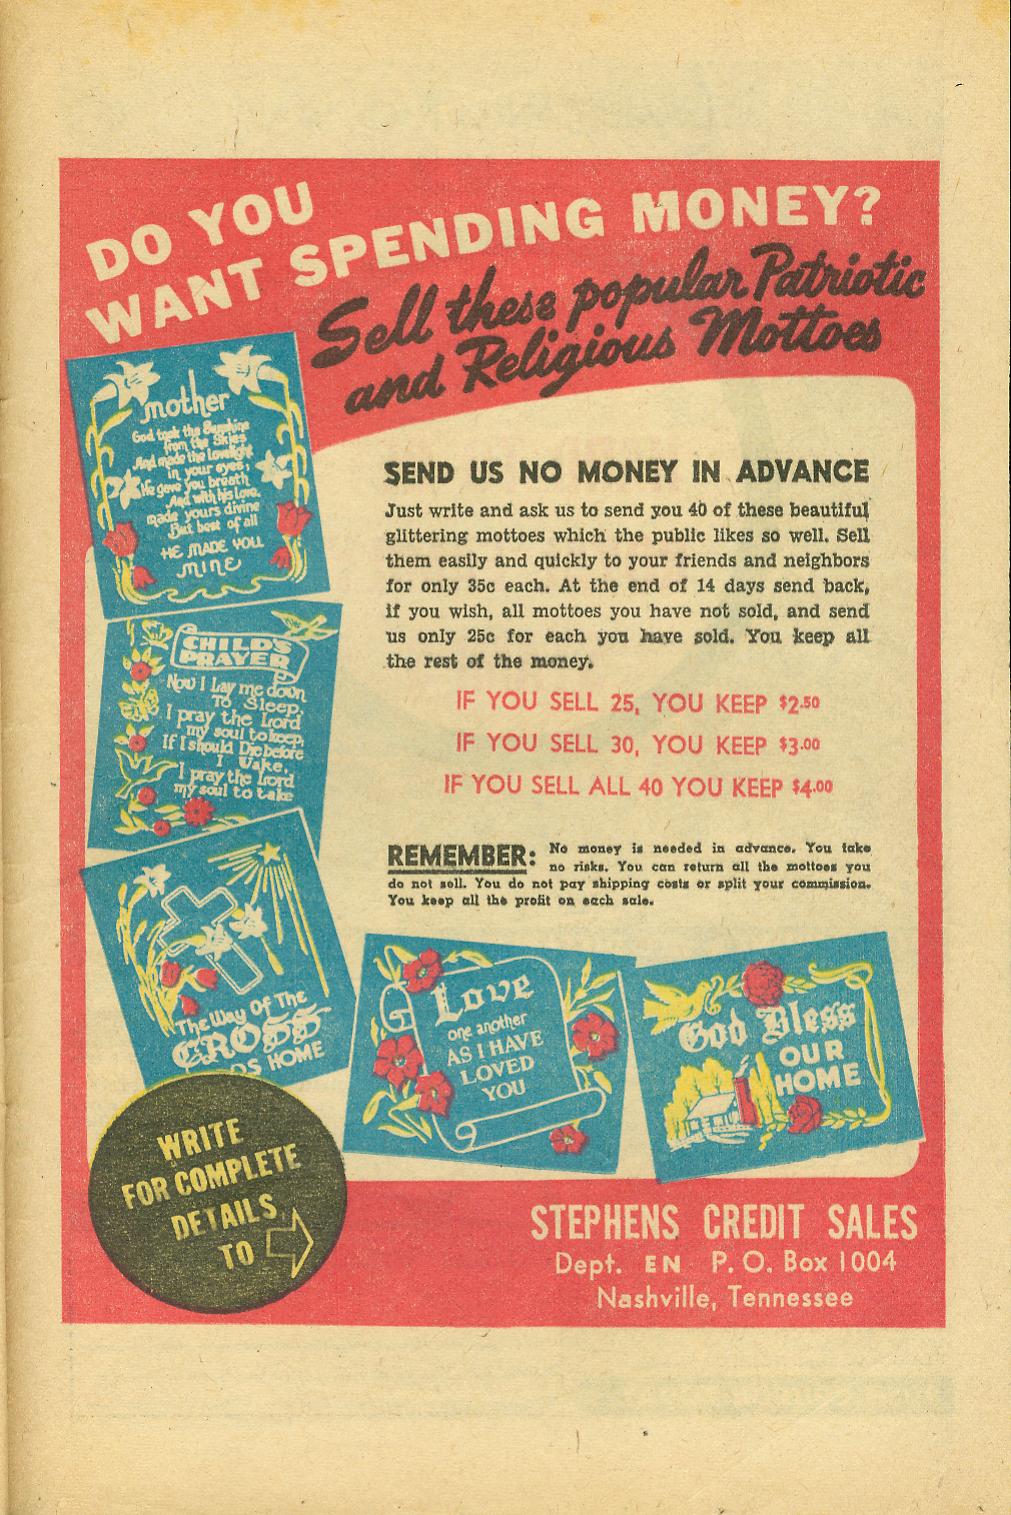 DO YOU
WANT SPENDING MONEY?
Sell these popular Patriotic
and Religious Mottoes
mother
God took the Sunshine
from the Skies
And made the lovelight
in your eyes;
He gave you breath
And with his love,
made yours divine
But best of all
HE MADE YOU
MINE
CHILD'S
PRAYER
Now I Lay me down
To Sleep,
I pray the Lord
my soul to keep,
If I should Die before
I Wake,
I pray the Lord
my soul to take
The Way Of The
CROSS
DS HOME
SEND US NO MONEY IN ADVANCE
Just write and ask us to send you 40 of these beautiful
glittering mottoes which the public likes so well. Sell
them easily and quickly to your friends and neighbors
for only 35c each. At the end of 14 days send back,
if you wish, all mottoes you have not sold, and send
us only 25c for each you have sold. You keep all
the rest of the money.
IF YOU SELL 25, YOU KEEP $2.50
IF YOU SELL 30, YOU KEEP $3.00
IF YOU SELL ALL 40 YOU KEEP $4.00
REMEMBER: No money is needed in advance. You take
no risks. You can return all the mottoes you
do not sell. You do not pay shipping costs or split your commission.
You keep all the profit on each sale.
Love
one another
AS I HAVE
LOVED
YOU
God Bless
OUR
HOME
WRITE
FOR COMPLETE
DETAILS
TO
STEPHENS CREDIT SALES
Dept. EN P. O. Box 1004
Nashville, Tennessee